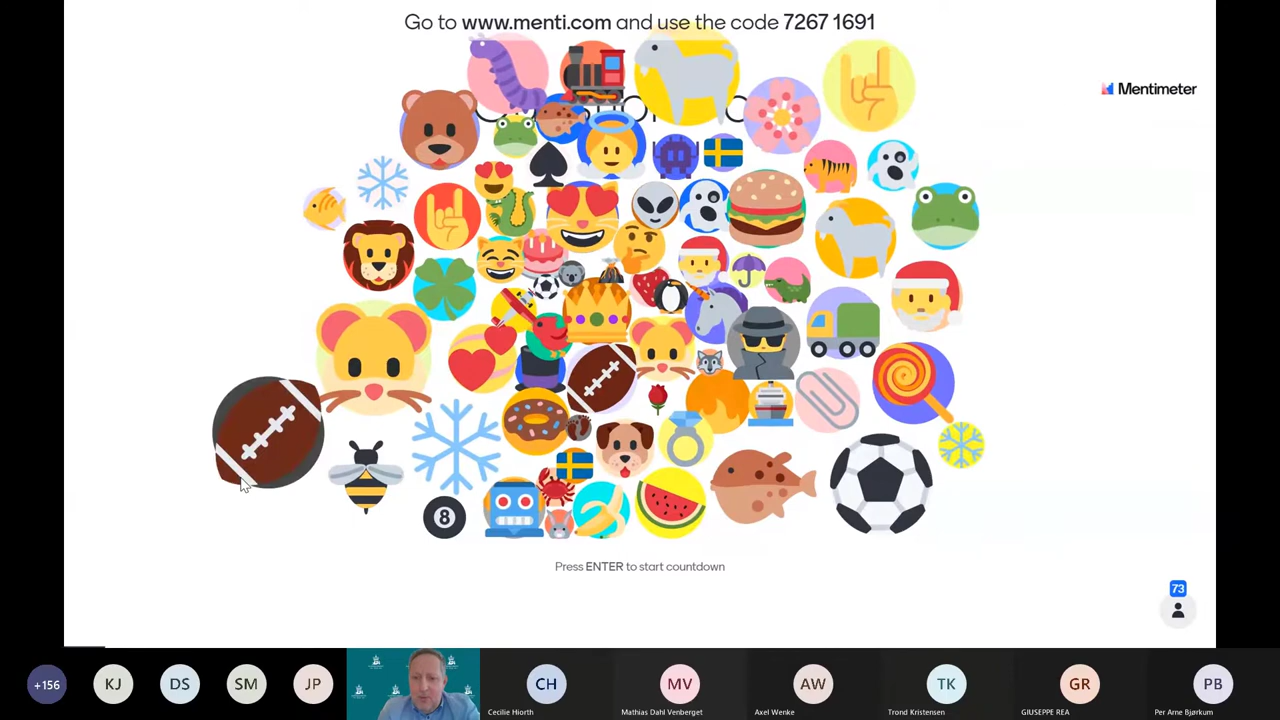 Go to www.menti.com and use the code 7267 1691
Mentimeter
8
Press ENTER to start countdown
73
+156
KJ
DS
SM
JP
CH
MV
AW
TK
GR
PB
Cecilie Hiorth
Mathias Dahl Venberget
Axel Wenke
Trond Kristensen
GIUSEPPE REA
Per Arne Bjørkum